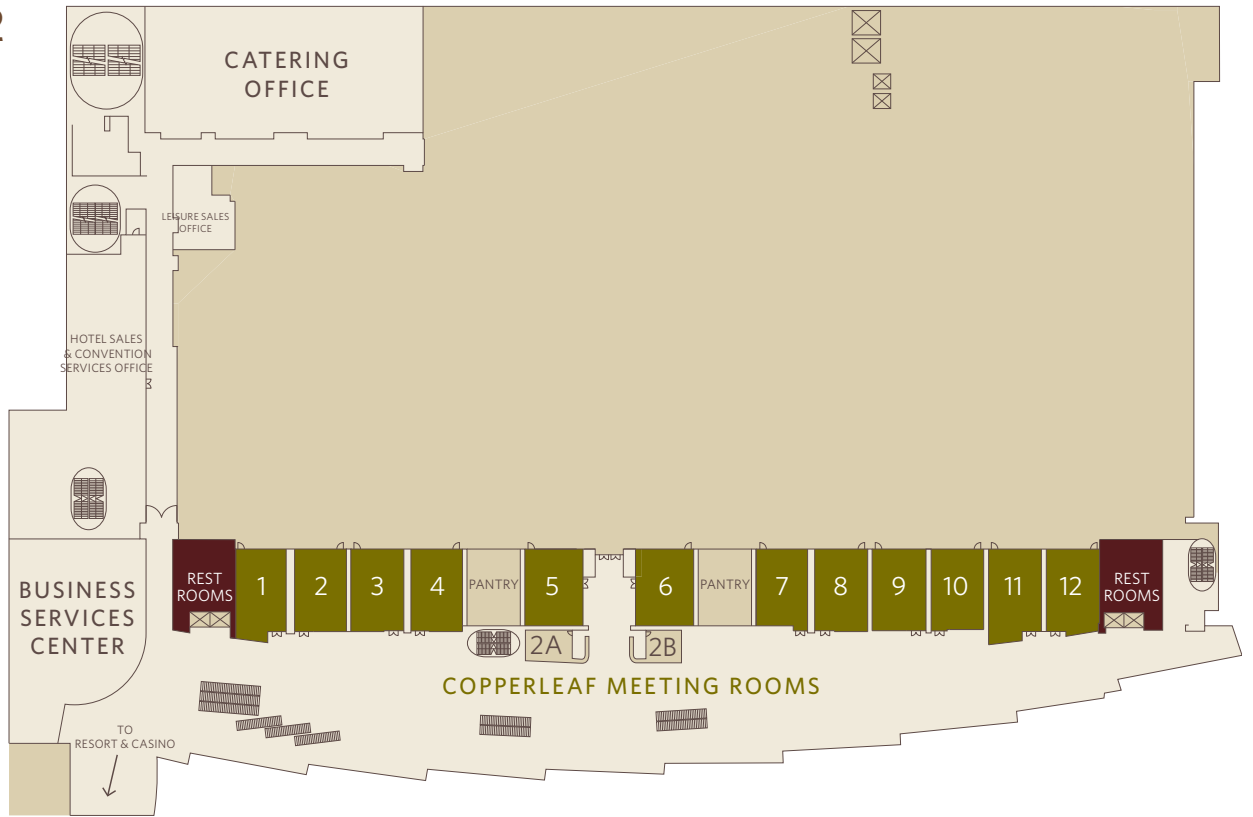 2
CATERING
OFFICE
LEISURE SALES
OFFICE
HOTEL SALES
& CONVENTION
SERVICES OFFICE
REST
ROOMS
1
2
3
4
PANTRY
5
6
PANTRY
7
8
9
10
11
12
REST
ROOMS
BUSINESS
SERVICES
CENTER
2A
2B
COPPERLEAF MEETING ROOMS
TO
RESORT & CASINO